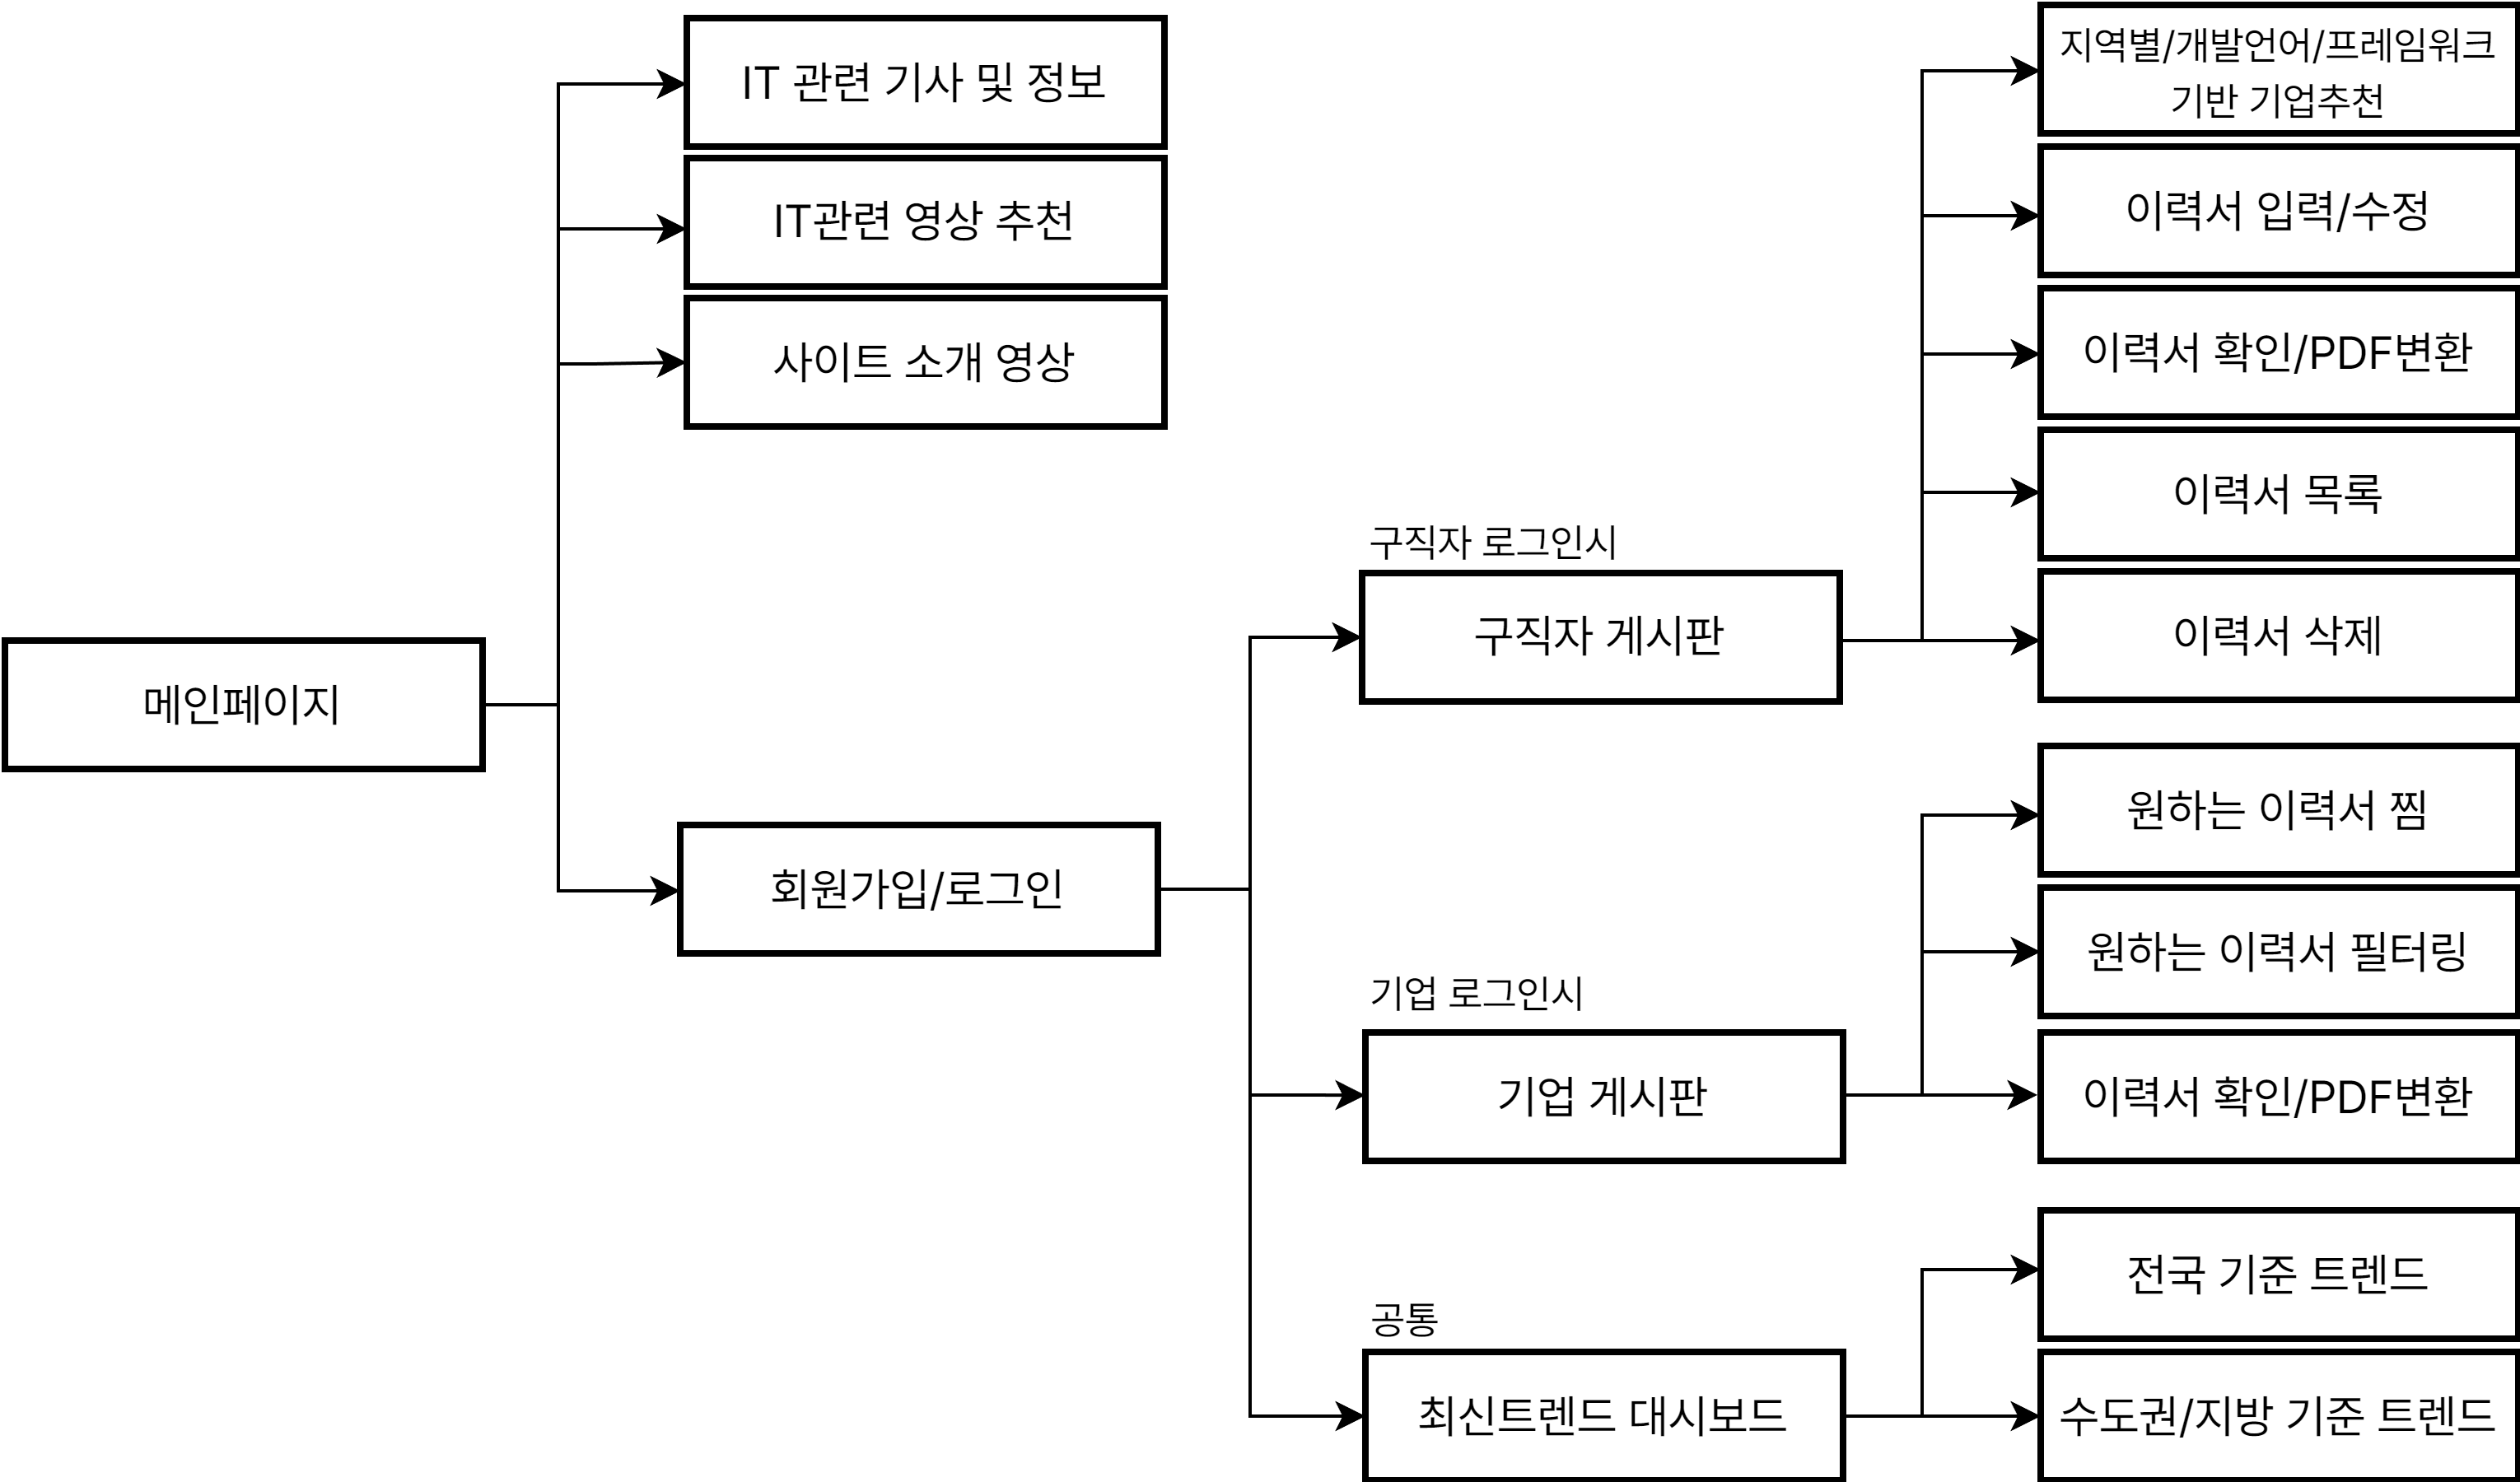 IT 관련 기사 및 정보
IT관련 영상 추천
사이트 소개 영상
메인페이지
회원가입/로그인
구직자 로그인시
구직자 게시판
기업 로그인시
기업 게시판
공통
최신트렌드 대시보드
지역별/개발언어/프레임워크
기반 기업추천
이력서 입력/수정
이력서 확인/PDF변환
이력서 목록
이력서 삭제
원하는 이력서 찜
원하는 이력서 필터링
이력서 확인/PDF변환
전국 기준 트렌드
수도권/지방 기준 트렌드